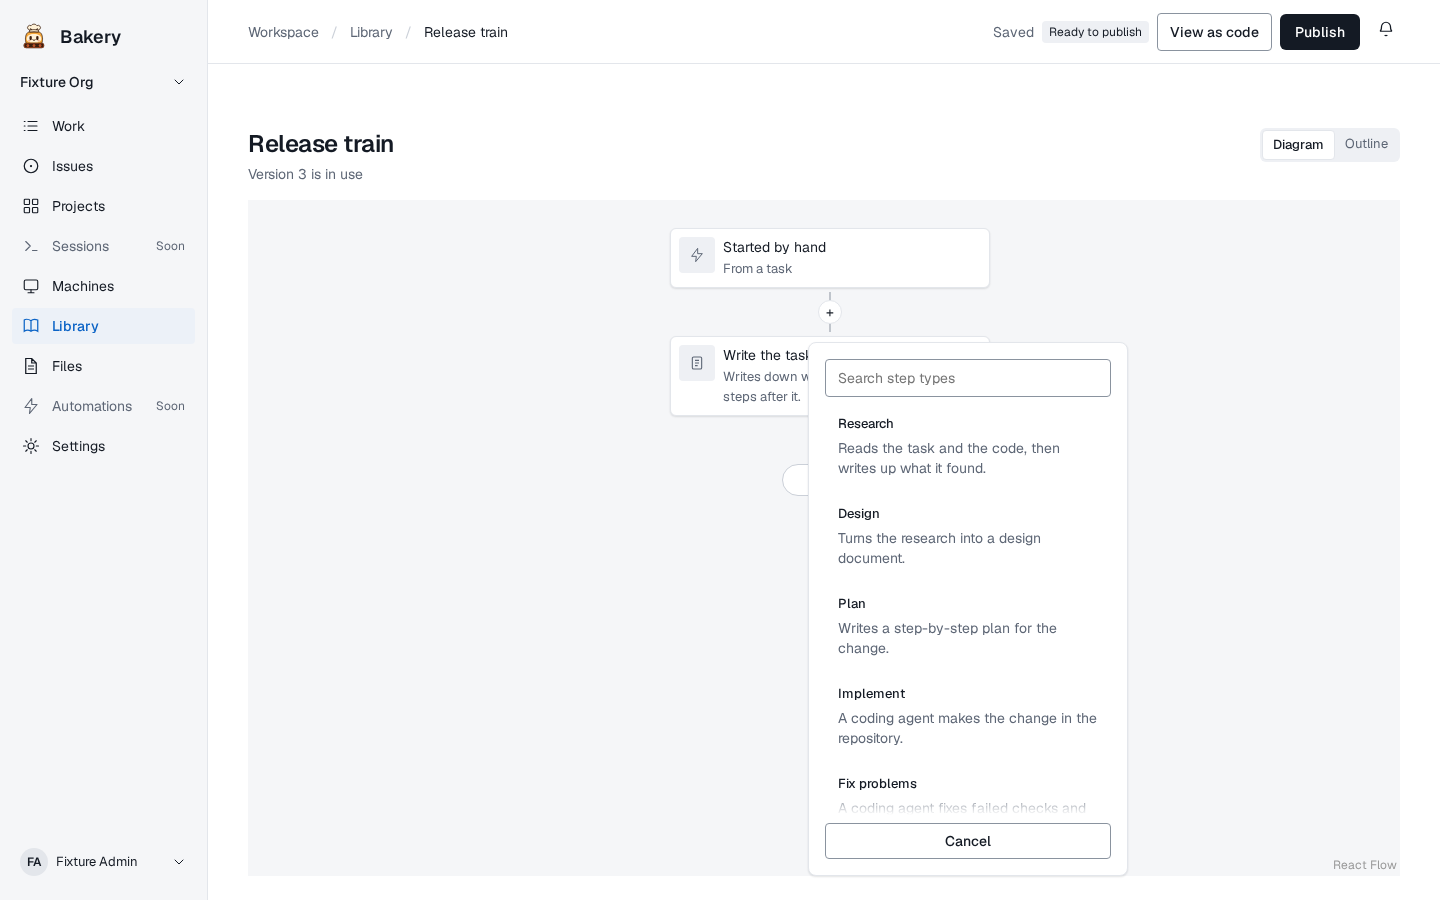 Bakery
Fixture Org
Work
Issues
Projects
Sessions Soon
Machines
Library
Files
Automations Soon
Settings
FA Fixture Admin
Workspace / Library / Release train
Saved Ready to publish View as code Publish
Release train
Version 3 is in use
Diagram Outline
Started by hand
From a task
+
Write the task
Writes down w
steps after it.
Search step types
Research
Reads the task and the code, then
writes up what it found.
Design
Turns the research into a design
document.
Plan
Writes a step-by-step plan for the
change.
Implement
A coding agent makes the change in the
repository.
Fix problems
A coding agent fixes failed checks and
Cancel
React Flow